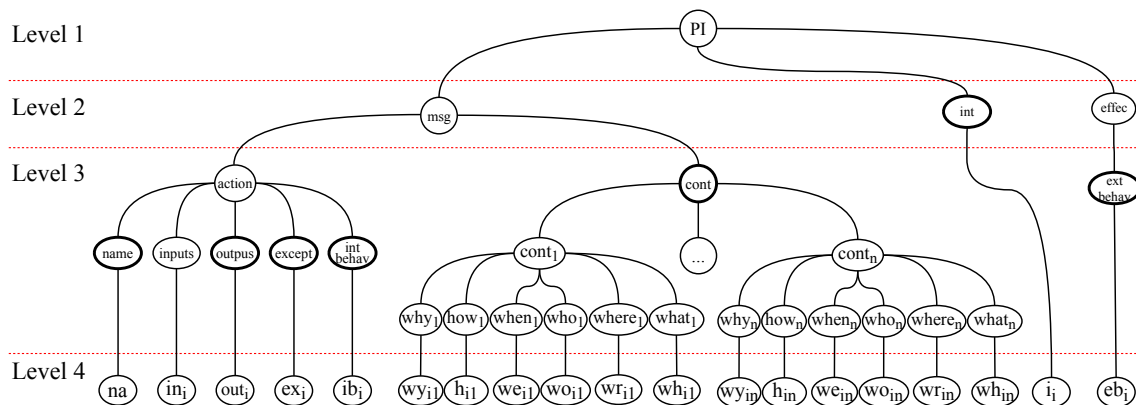 Level 1
PI
Level 2
msg
int
effec
Level 3
action
cont
ext
behav
name
inputs
outpus
except
int
behav
cont₁
...
contₙ
why₁
how₁
when₁
who₁
where₁
what₁
whyₙ
howₙ
whenₙ
whoₙ
whereₙ
whatₙ
Level 4
na
inᵢ
outᵢ
exᵢ
ibᵢ
wyᵢ₁
hᵢ₁
weᵢ₁
woᵢ₁
wrᵢ₁
whᵢ₁
wyᵢₙ
hᵢₙ
weᵢₙ
woᵢₙ
wrᵢₙ
whᵢₙ
iᵢ
ebᵢ